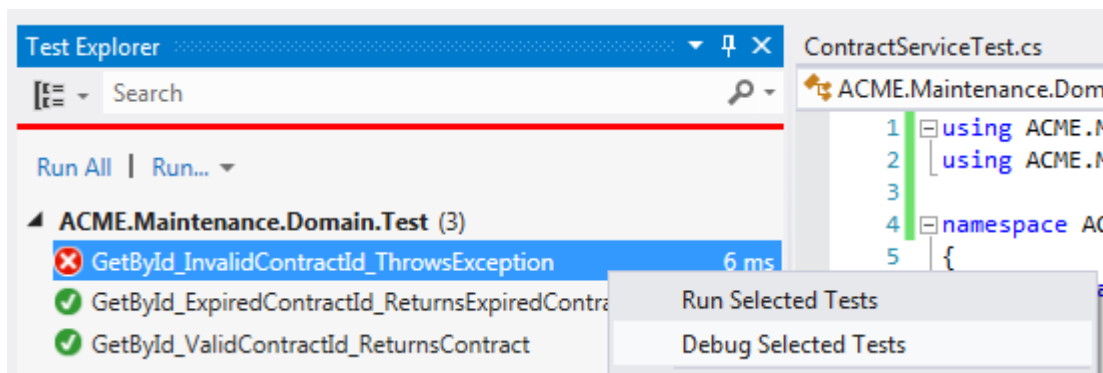 Test Explorer
Search
Run All | Run...
ACME.Maintenance.Domain.Test (3)
GetById_InvalidContractId_ThrowsException 6 ms
GetById_ExpiredContractId_ReturnsExpiredContra
GetById_ValidContractId_ReturnsContract
Run Selected Tests
Debug Selected Tests
ContractServiceTest.cs
ACME.Maintenance.Dom
1 using ACME.M
2 using ACME.M
3
4 namespace AC
5 {